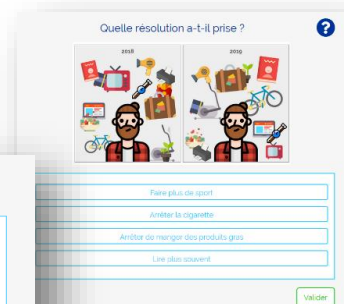 Quelle résolution a-t-il prise ?
?
2018
2019
Faire plus de sport
Arrêter la cigarette
Arrêter de manger des produits gras
Lire plus souvent
Valider